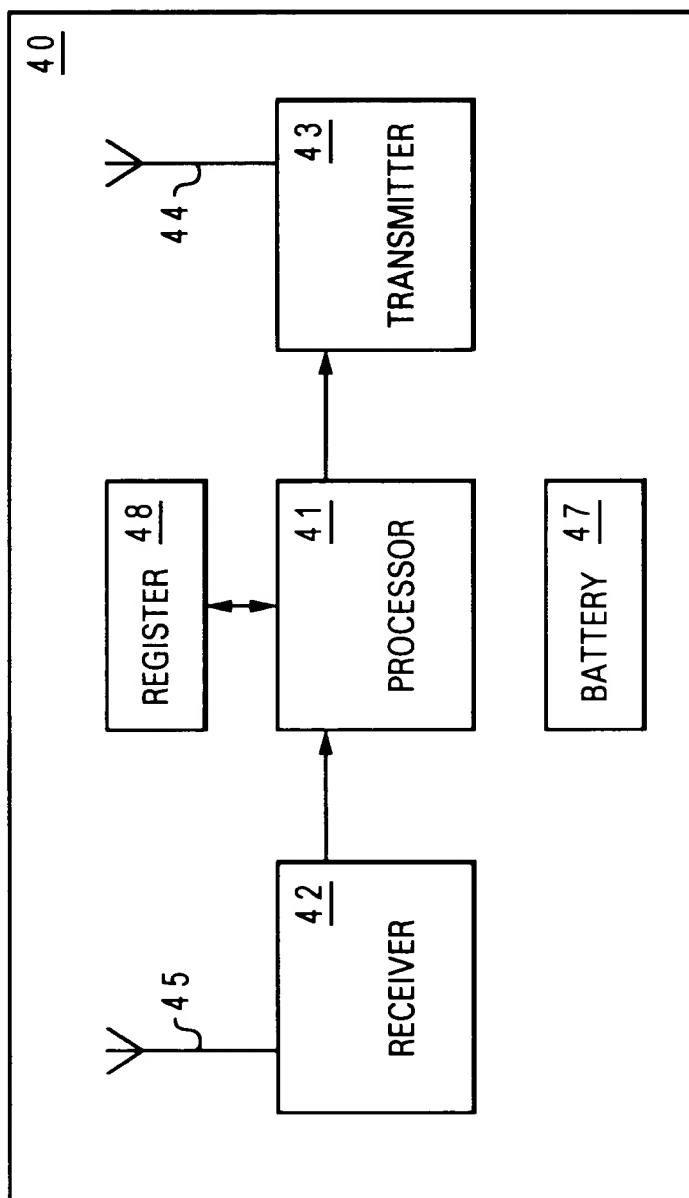 40
45
44
REGISTER 48
RECEIVER 42
PROCESSOR 41
TRANSMITTER 43
BATTERY 47